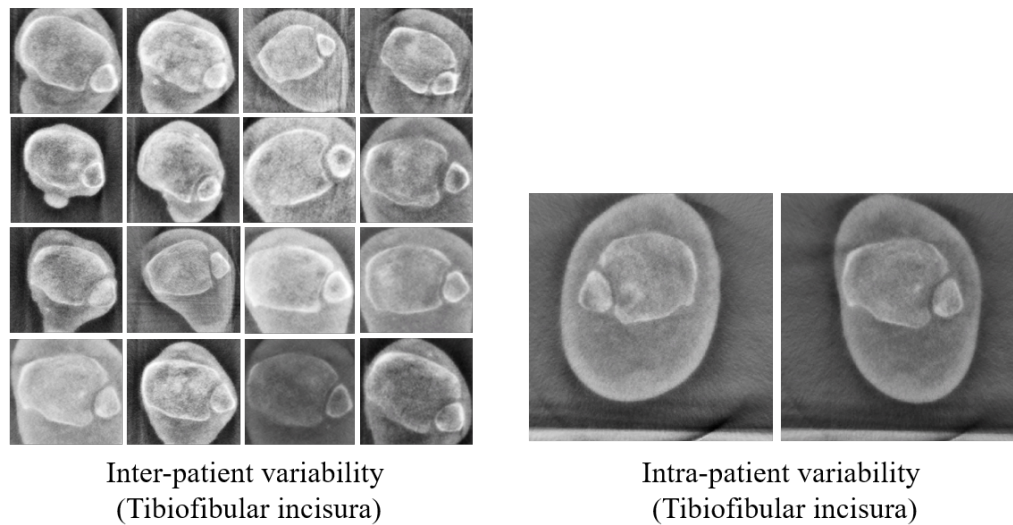 Inter-patient variability
(Tibiofibular incisura)
Intra-patient variability
(Tibiofibular incisura)